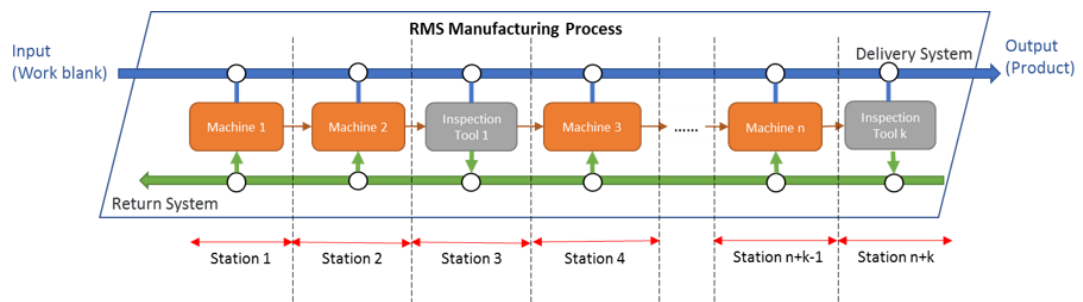 RMS Manufacturing Process
Input
(Work blank)
Delivery System
Output
(Product)
Machine 1
Machine 2
Inspection
Tool 1
Machine 3
......
Machine n
Inspection
Tool k
Return System
Station 1
Station 2
Station 3
Station 4
Station n+k-1
Station n+k